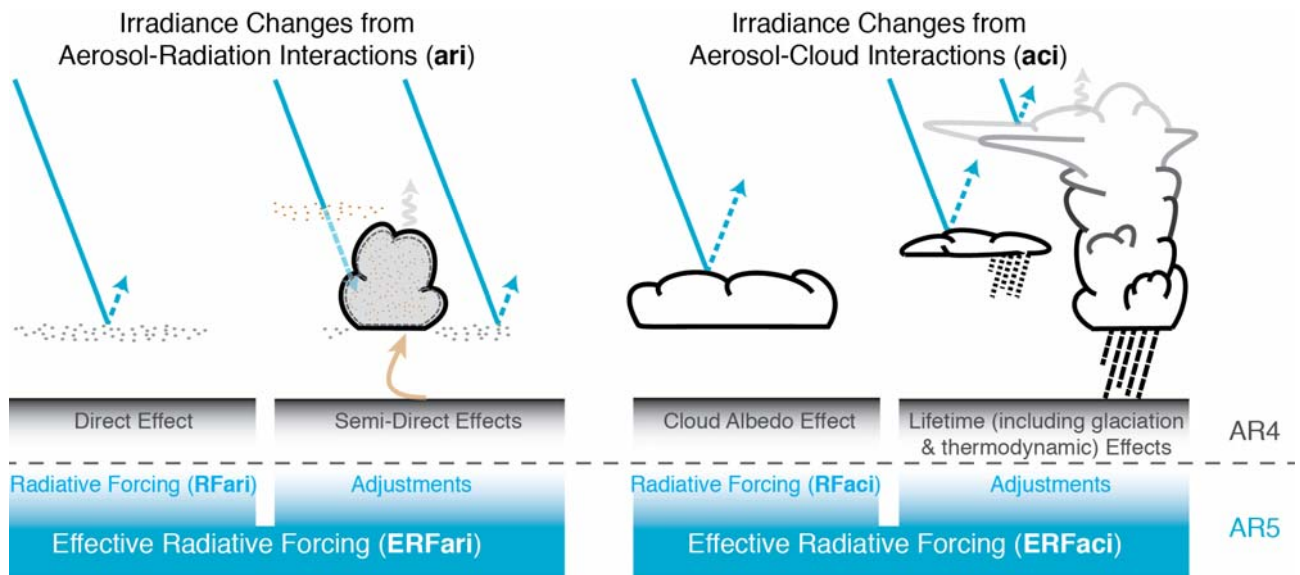 Irradiance Changes from
Aerosol-Radiation Interactions (ari)
Irradiance Changes from
Aerosol-Cloud Interactions (aci)
Direct Effect
Semi-Direct Effects
Cloud Albedo Effect
Lifetime (including glaciation
& thermodynamic) Effects
AR4
Radiative Forcing (RFari)
Adjustments
Radiative Forcing (RFaci)
Adjustments
Effective Radiative Forcing (ERFari)
Effective Radiative Forcing (ERFaci)
AR5